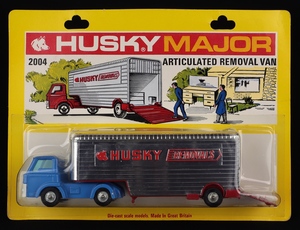 HUSKY MAJOR
2004
ARTICULATED REMOVAL VAN
HUSKY REMOVALS
HUSKY REMOVALS
Die-cast scale models. Made in Great Britain